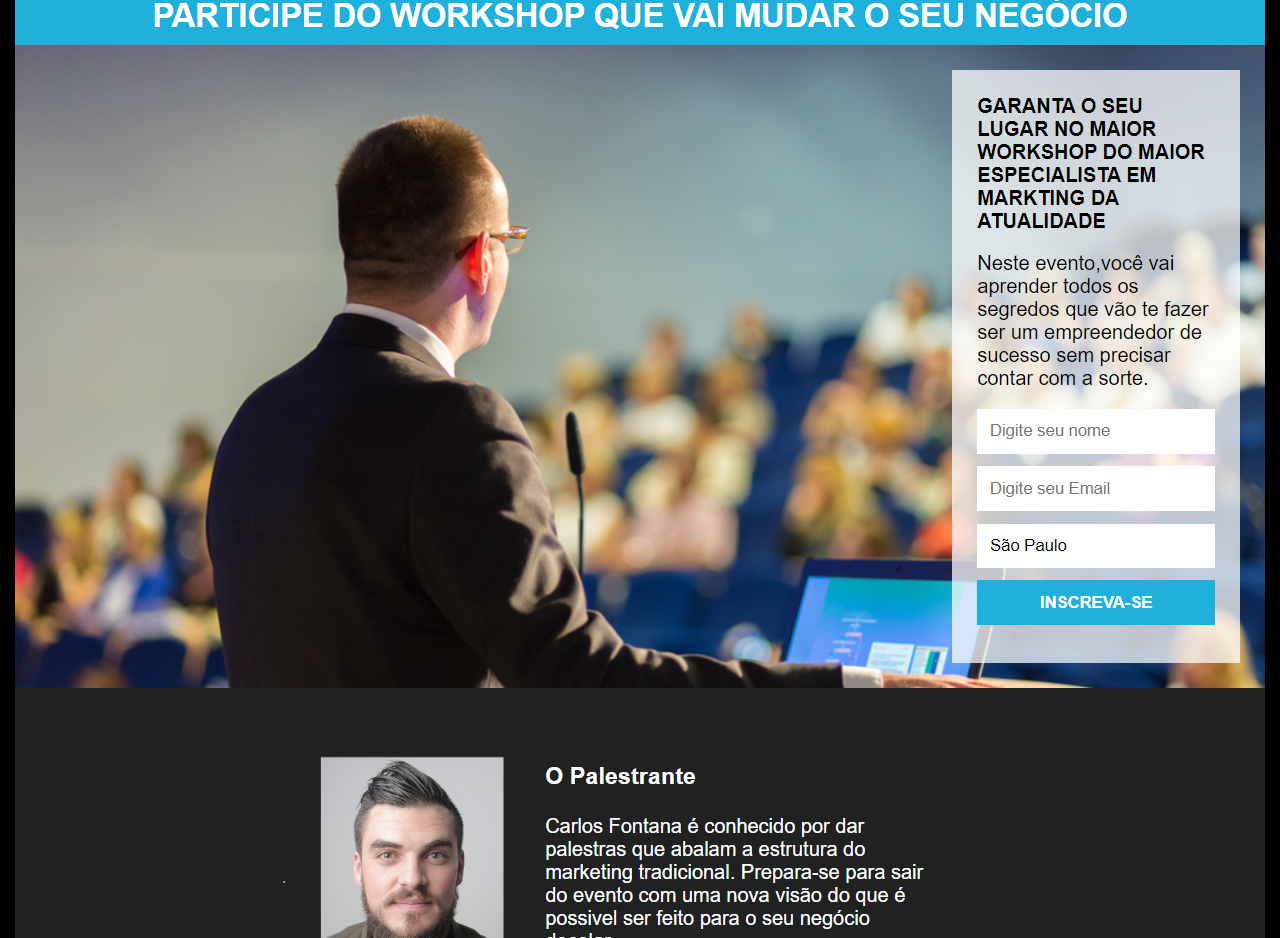 PARTICIPE DO WORKSHOP QUE VAI MUDAR O SEU NEGÓCIO
GARANTA O SEU
LUGAR NO MAIOR
WORKSHOP DO MAIOR
ESPECIALISTA EM
MARKTING DA
ATUALIDADE
Neste evento,você vai
aprender todos os
segredos que vão te fazer
ser um empreendedor de
sucesso sem precisar
contar com a sorte.
Digite seu nome
Digite seu Email
São Paulo
INSCREVA-SE
O Palestrante
Carlos Fontana é conhecido por dar
palestras que abalam a estrutura do
marketing tradicional. Prepara-se para sair
do evento com uma nova visão do que é
possivel ser feito para o seu negócio